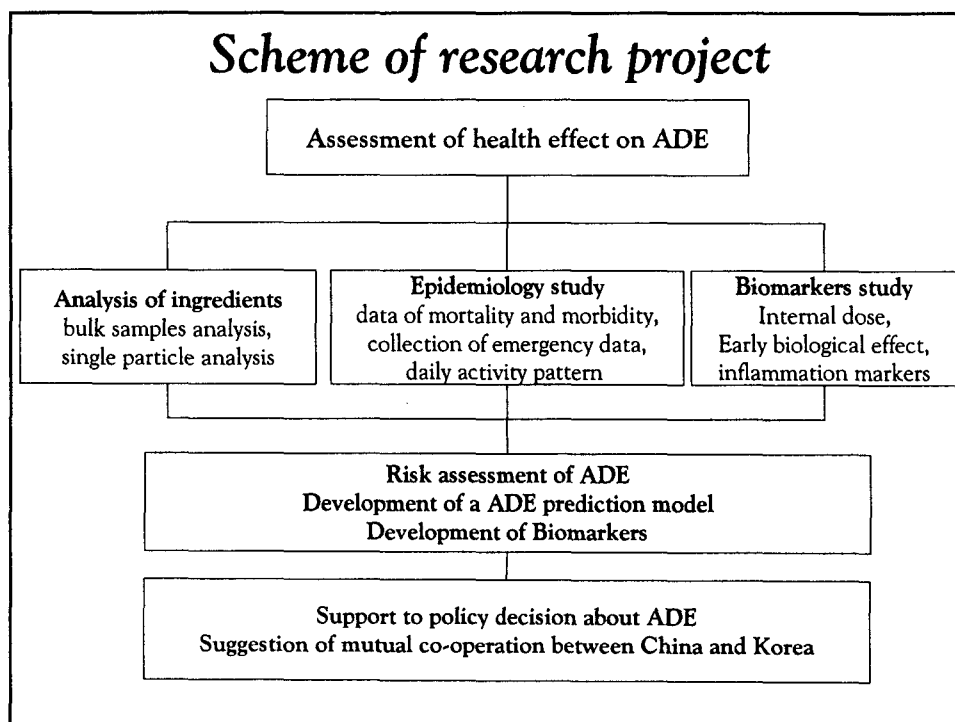 Scheme of research project
Assessment of health effect on ADE
Analysis of ingredients
bulk samples analysis,
single particle analysis
Epidemiology study
data of mortality and morbidity,
collection of emergency data,
daily activity pattern
Biomarkers study
Internal dose,
Early biological effect,
inflammation markers
Risk assessment of ADE
Development of a ADE prediction model
Development of Biomarkers
Support to policy decision about ADE
Suggestion of mutual co-operation between China and Korea